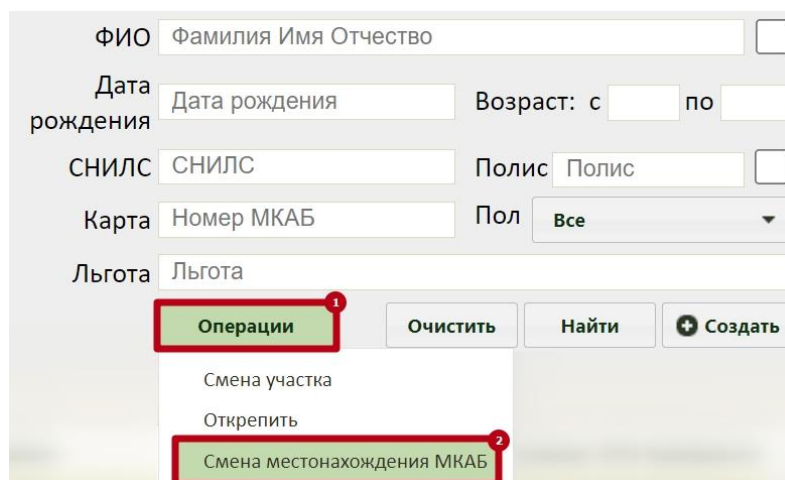 ФИО Фамилия Имя Отчество
Дата рождения Дата рождения Возраст: с по
СНИЛС СНИЛС Полис Полис
Карта Номер МКАБ Пол Все
Льгота Льгота
1
Операции Очистить Найти Создать
Смена участка
Открепить
2
Смена местонахождения МКАБ